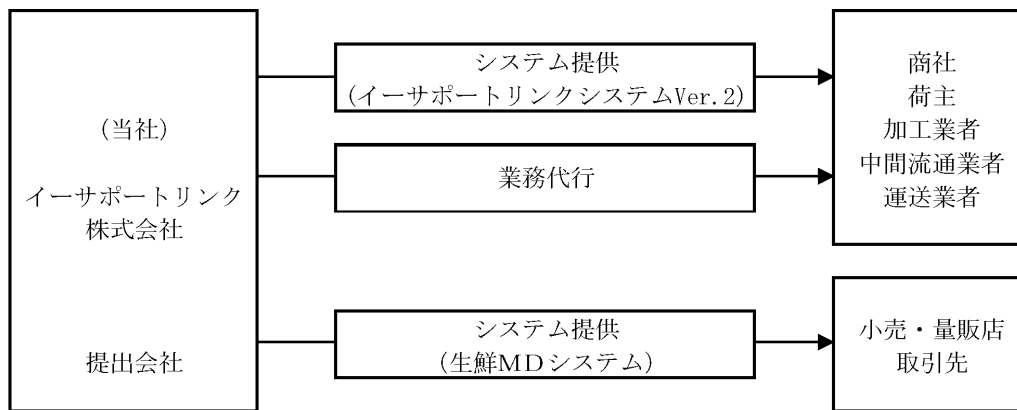 (当社)
イーサポートリンク
株式会社
提出会社
システム提供
(イーサポートリンクシステムVer.2)
業務代行
システム提供
(生鮮MDシステム)
商社
荷主
加工業者
中間流通業者
運送業者
小売・量販店
取引先